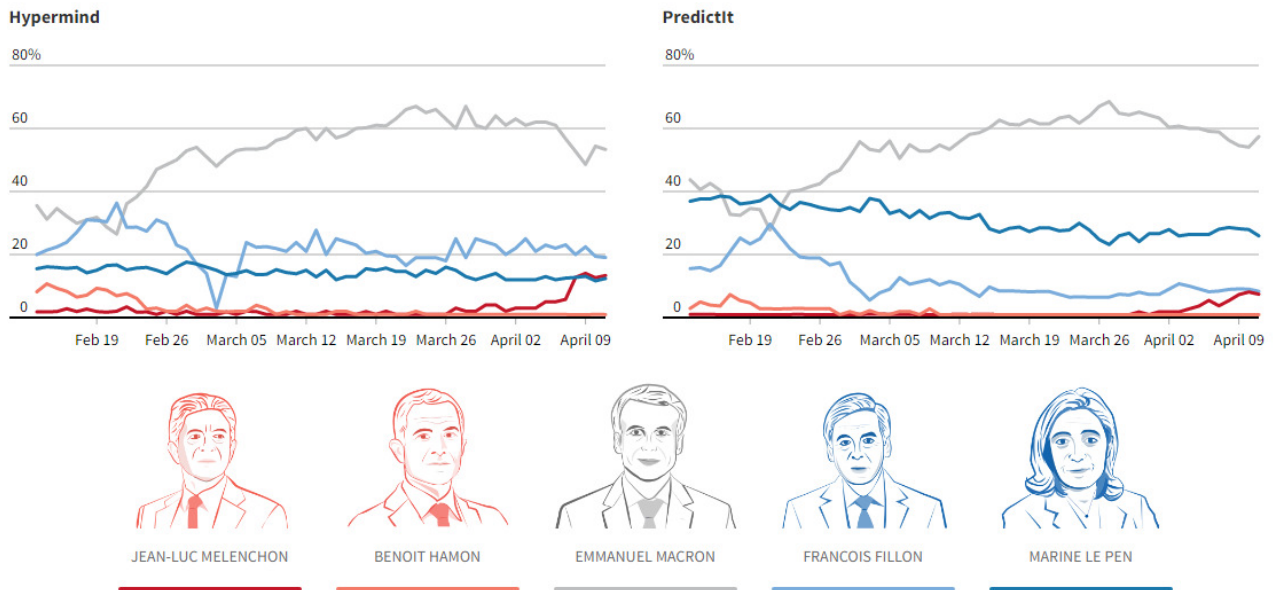 Hypermind
PredictIt
80%
60
40
20
0
Feb 19 Feb 26 March 05 March 12 March 19 March 26 April 02 April 09
80%
60
40
20
0
Feb 19 Feb 26 March 05 March 12 March 19 March 26 April 02 April 09
JEAN-LUC MELENCHON
BENOIT HAMON
EMMANUEL MACRON
FRANCOIS FILLON
MARINE LE PEN